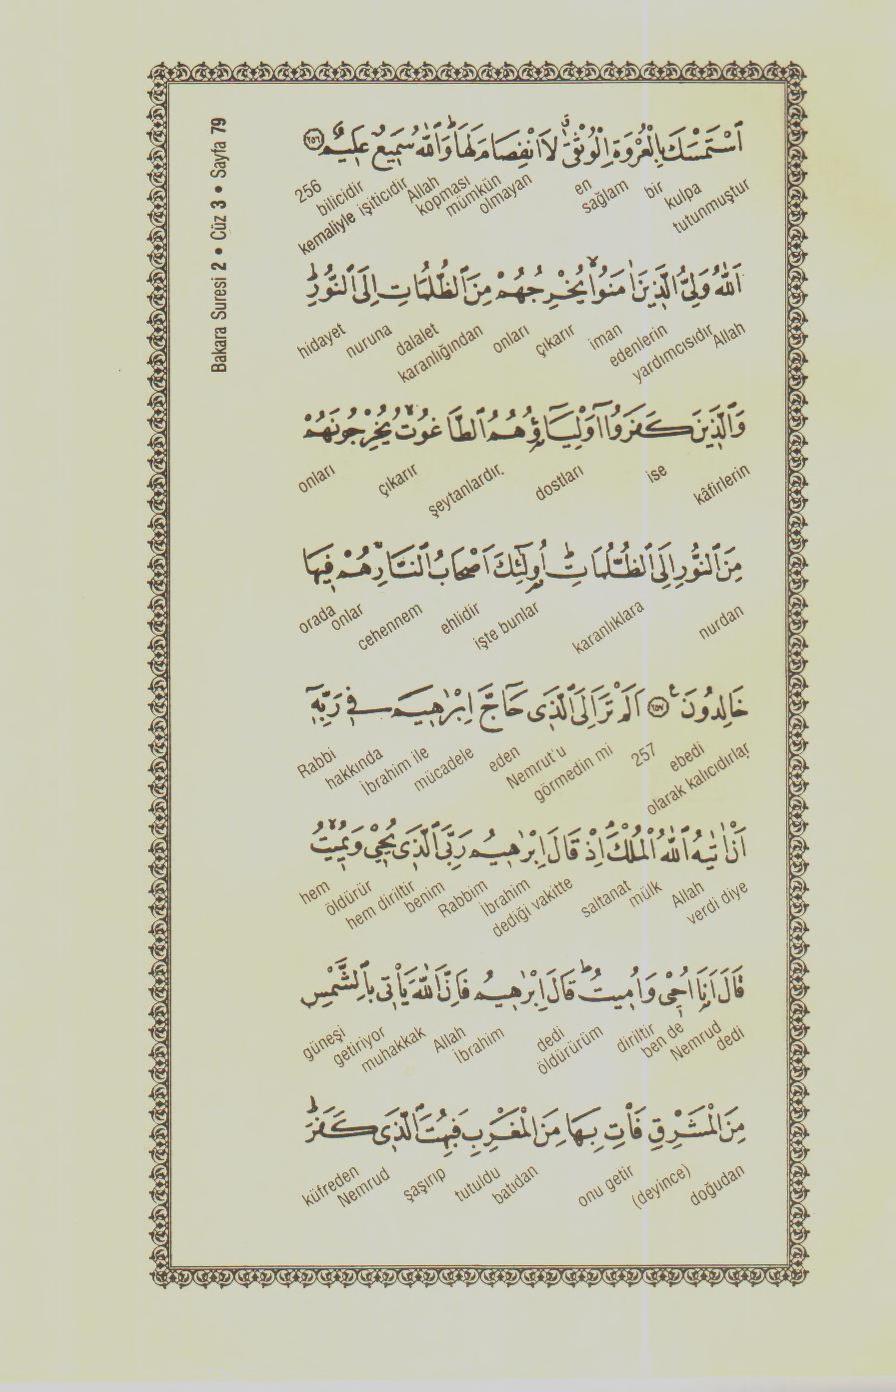 Bakara Suresi 2 • Cüz 3 • Sayfa 79
اَسْتَمْسَكَ بِالْعُرْوَةِ الْوُثْقٰىۗ لَا انْفِصَامَ لَهَاۜ وَاللّٰهُ سَمِيعٌ عَلِيمٌ ﴿٢٥٦﴾
tutunmuştur kulpa bir sağlam en olmayan mümkün kopması Allah işiticidir kemaliyle bilicidir 256
اَللّٰهُ وَلِيُّ الَّذِينَ اٰمَنُواۙ يُخْرِجُهُمْ مِنَ الظُّلُمَاتِ اِلَى النُّورِۜ
Allah yardımcısıdır edenlerin iman çıkarır onları karanlığından dalalet nuruna hidayet
وَالَّذِينَ كَفَرُوا اَوْلِيَاؤُهُمُ الطَّاغُوتُۙ يُخْرِجُونَهُمْ
kâfirlerin ise dostları şeytanlardır. çıkarır onları
مِنَ النُّورِ اِلَى الظُّلُمَاتِۜ اُولٰئِكَ اَصْحَابُ النَّارِۚ هُمْ فِيهَا
nurdan karanlıklara işte bunlar ehlidir cehennem onlar orada
خَالِدُونَ ﴿٢٥٧﴾ اَلَمْ تَرَ اِلَى الَّذِي حَاجَّ اِبْرٰهِيمَ فِي رَبِّهِ
ebedi olarak kalıcıdırlar 257 görmedin mi Nemrut'u eden mücadele İbrahim ile hakkında Rabbi
اَنْ اٰتٰيهُ اللّٰهُ الْمُلْكَۢ اِذْ قَالَ اِبْرٰهِيمُ رَبِّيَ الَّذِي يُحْيِي وَيُمِيتُۙ
verdi diye Allah mülk saltanat dediği vakitte İbrahim Rabbim benim hem diriltir öldürür hem
قَالَ اَنَا اُحْيِي وَاُمِيتُۜ قَالَ اِبْرٰهِيمُ فَاِنَّ اللّٰهَ يَأْتِي بِالشَّمْسِ
dedi Nemrud ben de diriltir öldürürüm dedi İbrahim Allah muhakkak getiriyor güneşi
مِنَ الْمَشْرِقِ فَأْتِ بِهَا مِنَ الْمَغْرِبِ فَبُهِتَ الَّذِي كَفَرَۜ
doğudan (deyince) onu getir batıdan tutuldu şaşırıp Nemrud küfreden